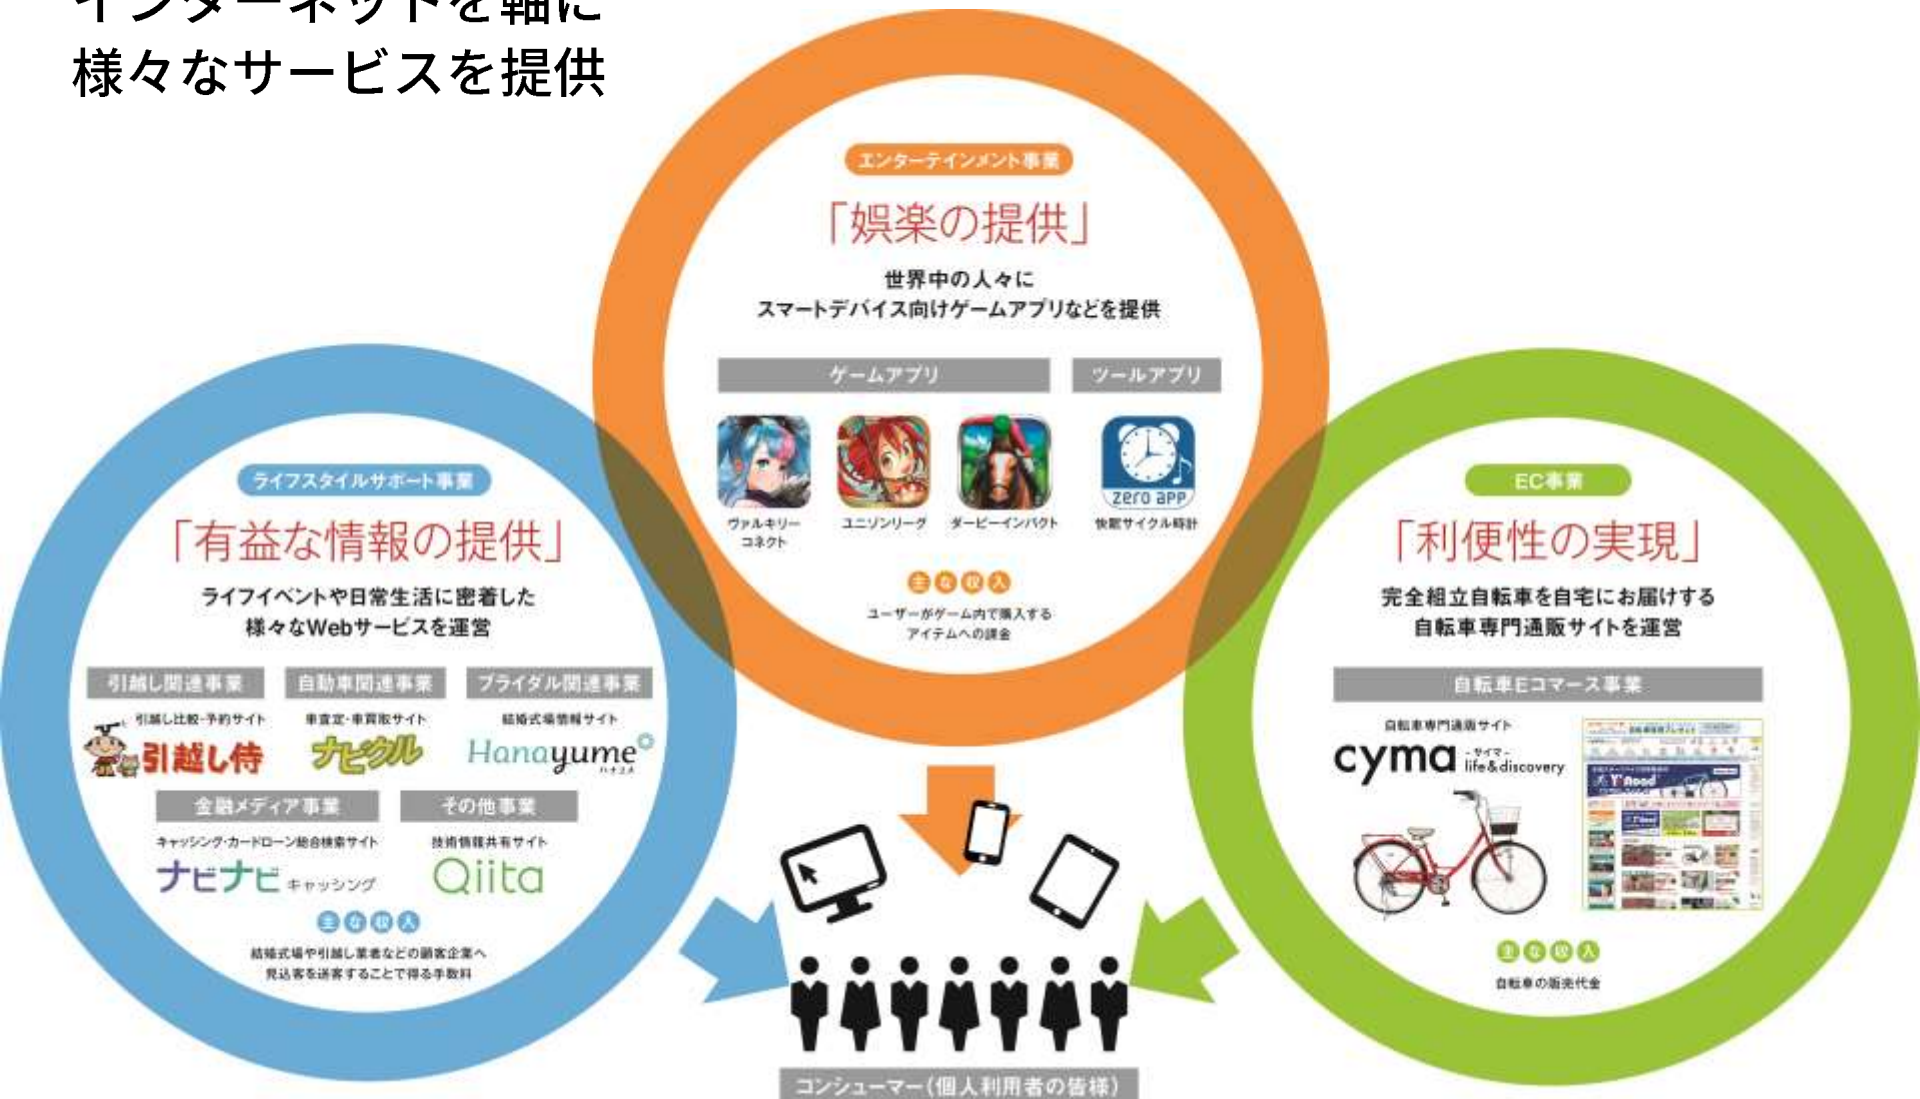 インターネットを軸に
様々なサービスを提供
エンターテインメント事業
「娯楽の提供」
世界中の人々に
スマートデバイス向けゲームアプリなどを提供
ゲームアプリ
ツールアプリ
zero app
ヴァルキリー
コネクト
ユニゾンリーグ
ダービーインパクト
快眠サイクル時計
主な収入
ユーザーがゲーム内で購入する
アイテムへの課金
ライフスタイルサポート事業
「有益な情報の提供」
ライフイベントや日常生活に密着した
様々なWebサービスを運営
引越し関連事業
自動車関連事業
ブライダル関連事業
引越し比較・予約サイト
引越し侍
車査定・車買取サイト
ナビクル
結婚式場情報サイト
Hanayume
ハナユメ
金融メディア事業
その他事業
キャッシング・カードローン総合検索サイト
ナビナビ キャッシング
技術情報共有サイト
Qiita
主な収入
結婚式場や引越し業者などの顧客企業へ
見込客を送客することで得る手数料
EC事業
「利便性の実現」
完全組立自転車を自宅にお届けする
自転車専門通販サイトを運営
自転車Eコマース事業
自転車専門通販サイト
cyma
- サイマ -
life&discovery
Y'sRoad
主な収入
自転車の販売代金
コンシューマー(個人利用者の皆様)